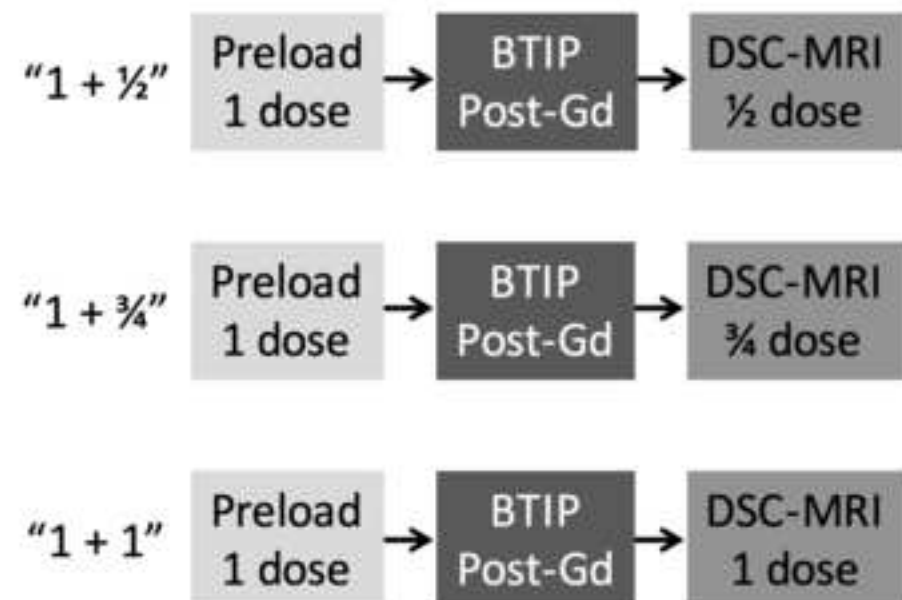 "1 + ½"
Preload
1 dose
BTIP
Post-Gd
DSC-MRI
½ dose
"1 + ¾"
Preload
1 dose
BTIP
Post-Gd
DSC-MRI
¾ dose
"1 + 1"
Preload
1 dose
BTIP
Post-Gd
DSC-MRI
1 dose